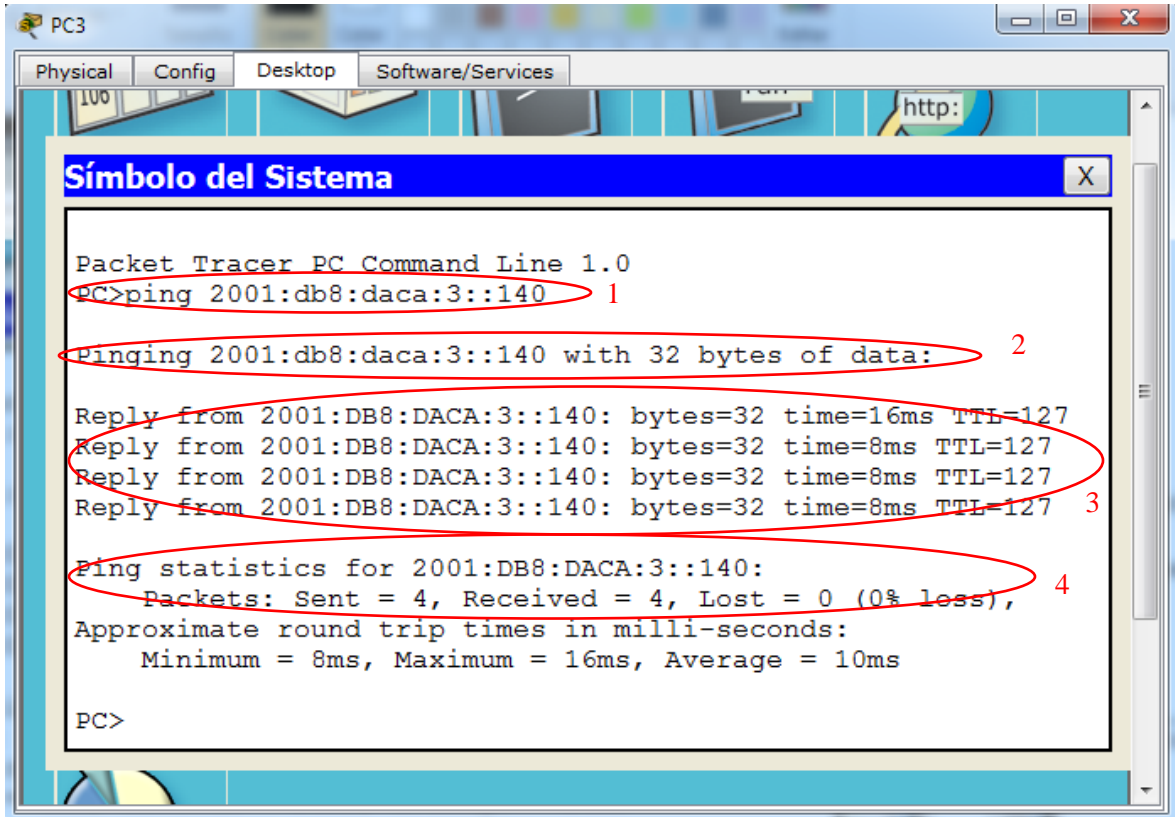 PC3
Physical Config Desktop Software/Services
106
http:
Símbolo del Sistema X
Packet Tracer PC Command Line 1.0
PC>ping 2001:db8:daca:3::140 1
Pinging 2001:db8:daca:3::140 with 32 bytes of data: 2
Reply from 2001:DB8:DACA:3::140: bytes=32 time=16ms TTL=127
Reply from 2001:DB8:DACA:3::140: bytes=32 time=8ms TTL=127
Reply from 2001:DB8:DACA:3::140: bytes=32 time=8ms TTL=127
Reply from 2001:DB8:DACA:3::140: bytes=32 time=8ms TTL=127 3
Ping statistics for 2001:DB8:DACA:3::140:
Packets: Sent = 4, Received = 4, Lost = 0 (0% loss), 4
Approximate round trip times in milli-seconds:
Minimum = 8ms, Maximum = 16ms, Average = 10ms
PC>